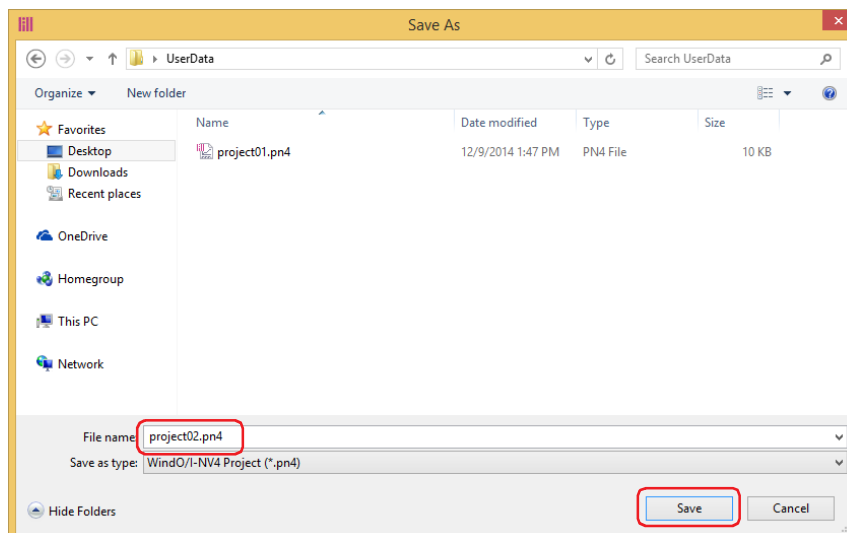 Save As
UserData
Search UserData
Organize New folder
Name Date modified Type Size
project01.pn4 12/9/2014 1:47 PM PN4 File 10 KB
Favorites
Desktop
Downloads
Recent places
OneDrive
Homegroup
This PC
Network
File name: project02.pn4
Save as type: WindO/I-NV4 Project (*.pn4)
Hide Folders
Save Cancel